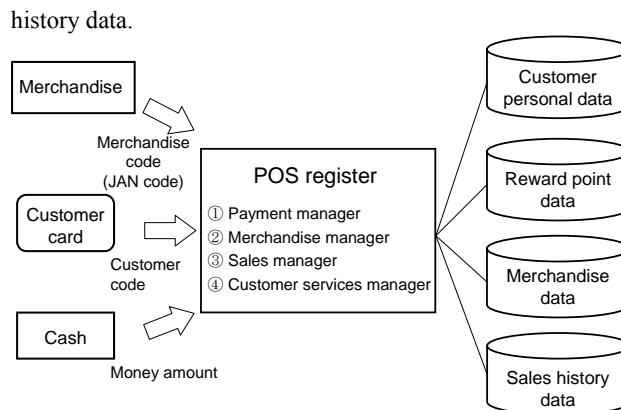 history data.
Merchandise
Merchandise
code
(JAN code)
Customer
card
Customer
code
Cash
Money amount
POS register
① Payment manager
② Merchandise manager
③ Sales manager
④ Customer services manager
Customer
personal data
Reward point
data
Merchandise
data
Sales history
data